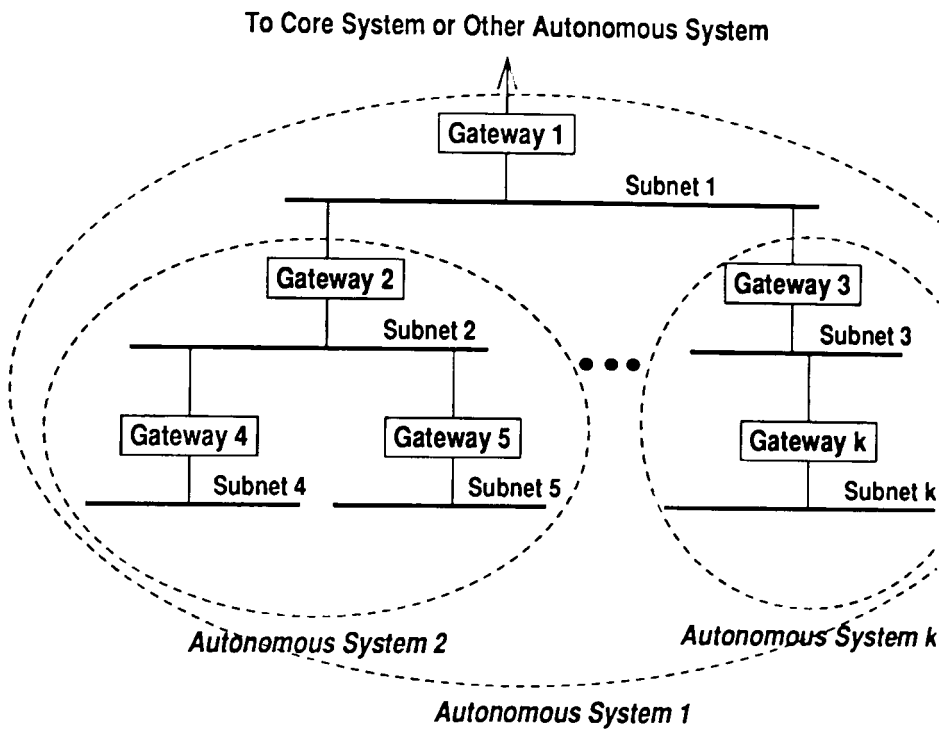 To Core System or Other Autonomous System
Gateway 1
Subnet 1
Gateway 2
Gateway 3
Subnet 2
Subnet 3
Gateway 4
Gateway 5
Gateway k
Subnet 4
Subnet 5
Subnet k
Autonomous System 2
Autonomous System k
Autonomous System 1